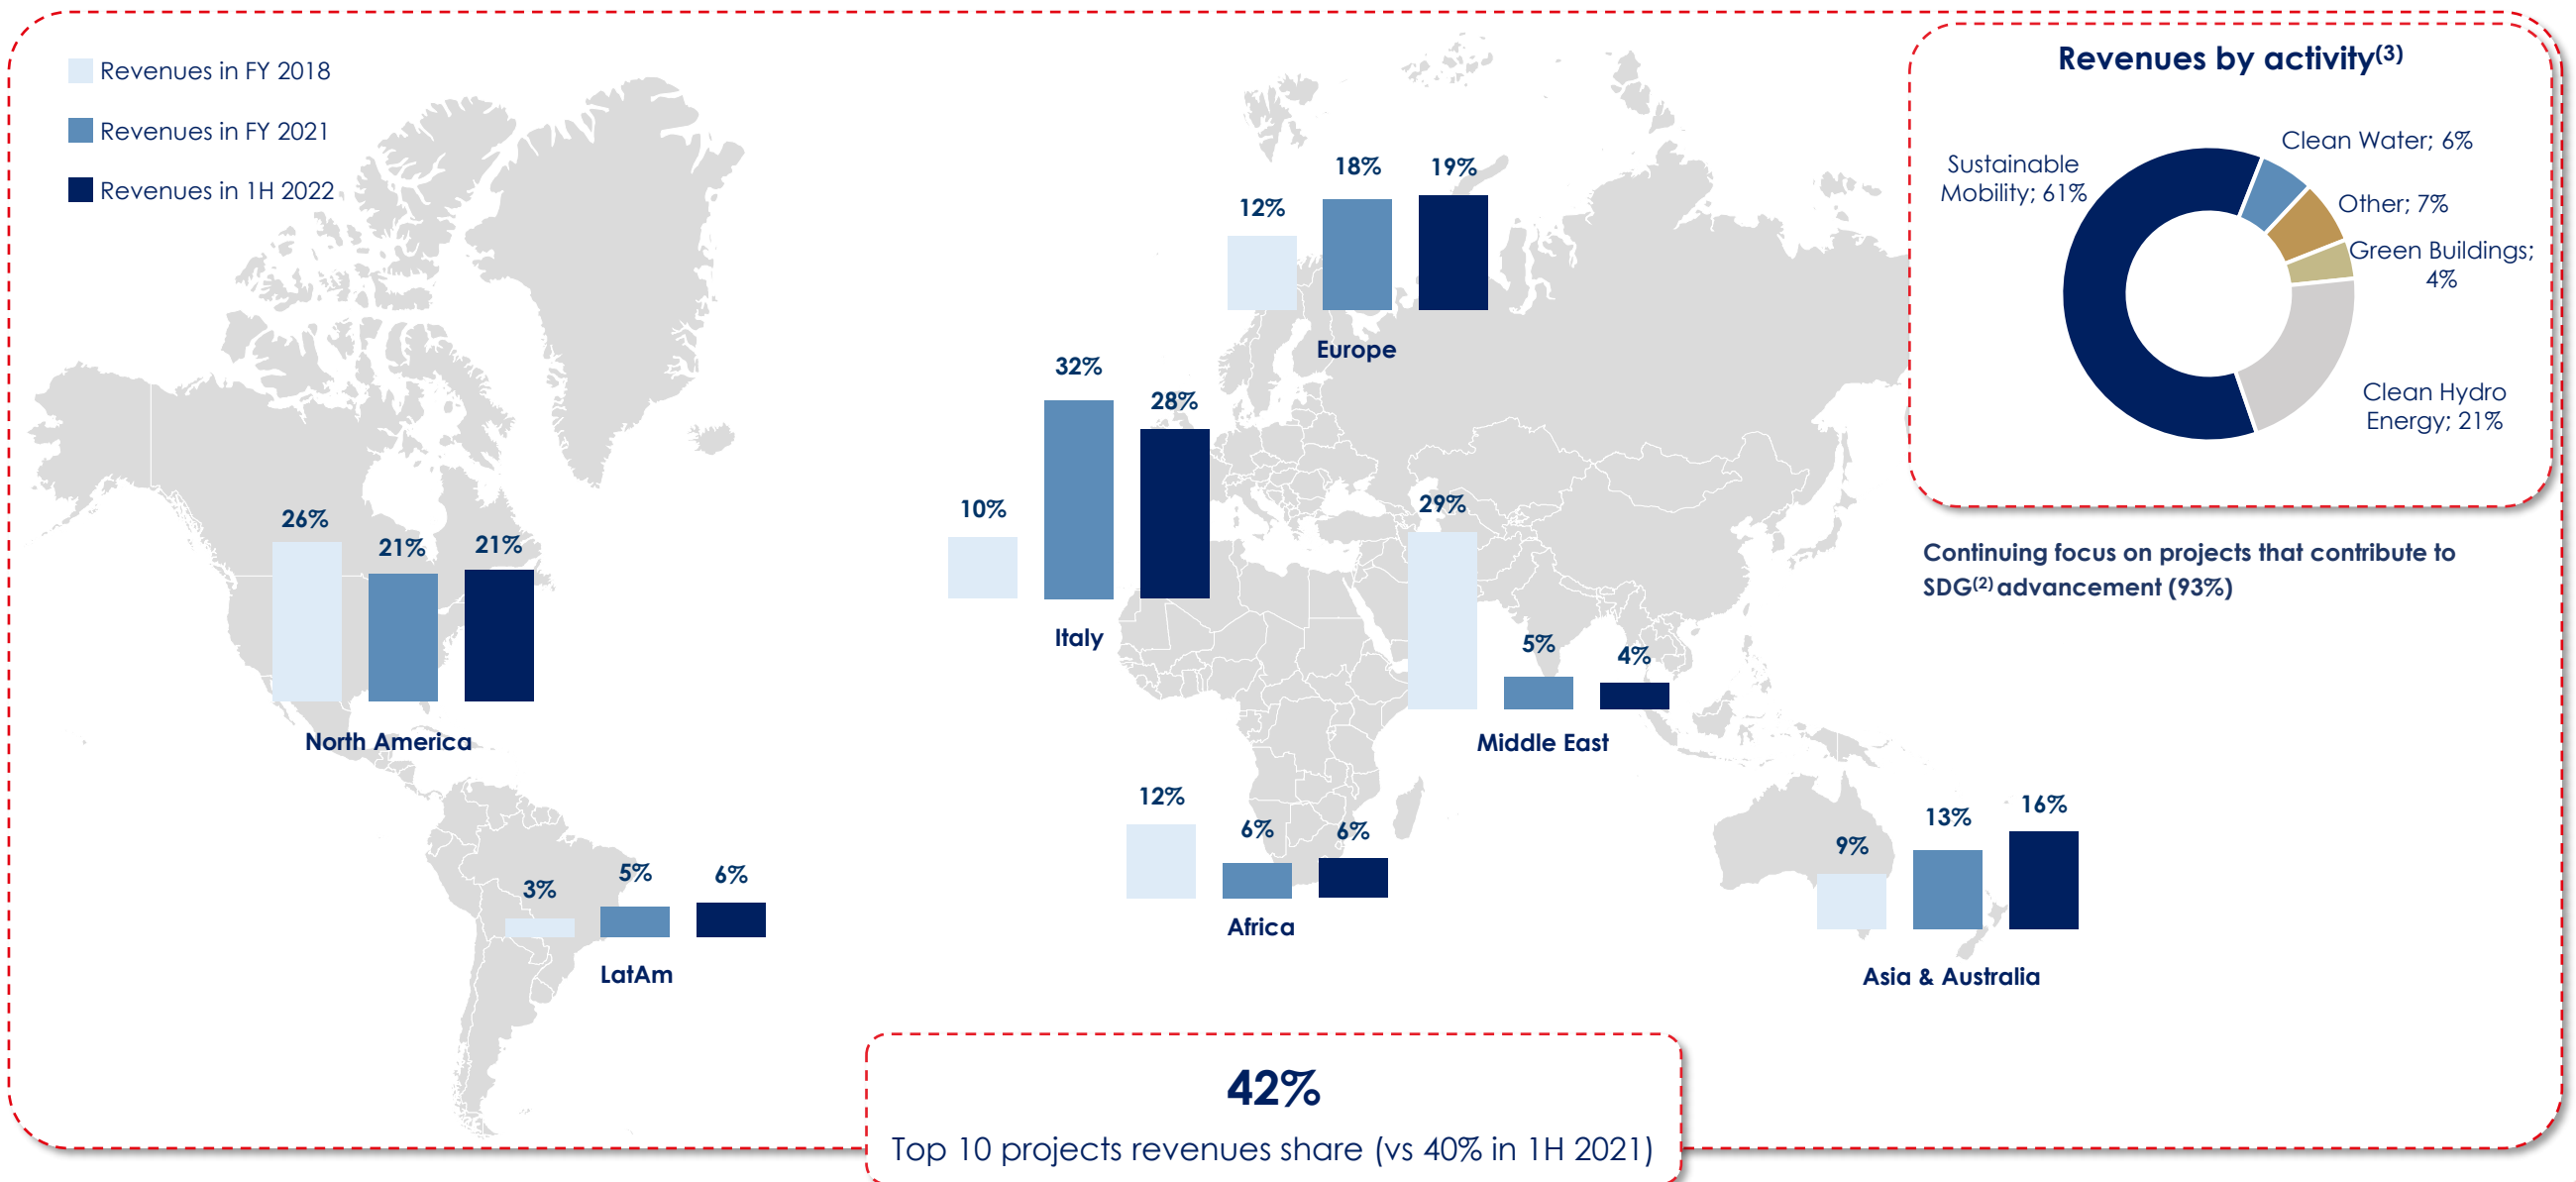 Revenues in FY 2018
Revenues in FY 2021
Revenues in 1H 2022
Revenues by activity(3)
Sustainable
Mobility; 61%
Clean Water; 6%
Other; 7%
Green Buildings;
4%
Clean Hydro
Energy; 21%
Continuing focus on projects that contribute to
SDG(2) advancement (93%)
12%
18%
19%
Europe
10%
32%
28%
Italy
26%
21%
21%
North America
29%
5%
4%
Middle East
3%
5%
6%
LatAm
12%
6%
6%
Africa
9%
13%
16%
Asia & Australia
42%
Top 10 projects revenues share (vs 40% in 1H 2021)